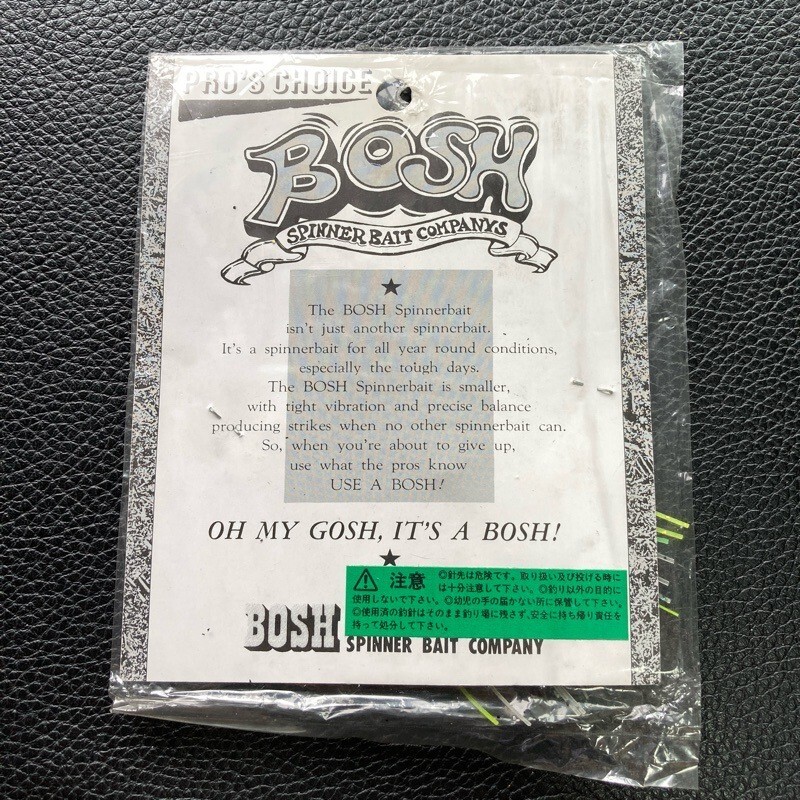 PRO'S CHOICE
BOSH
SPINNER BAIT COMPANYS
The BOSH Spinnerbait
isn't just another spinnerbait.
It's a spinnerbait for all year round conditions,
especially the tough days.
The BOSH Spinnerbait is smaller,
with tight vibration and precise balance
producing strikes when no other spinnerbait can.
So, when you're about to give up,
use what the pros know
USE A BOSH!
OH MY GOSH, IT'S A BOSH!
注意 ◎針先は危険です。取り扱い及び投げる時に
は十分注意して下さい。◎釣り以外の目的に
使用しないで下さい。◎幼児の手の届かない所に保管して下さい。
◎使用済の釣針はそのまま釣り場に残さず、安全に持ち帰り責任を
持って処分して下さい。
BOSH SPINNER BAIT COMPANY